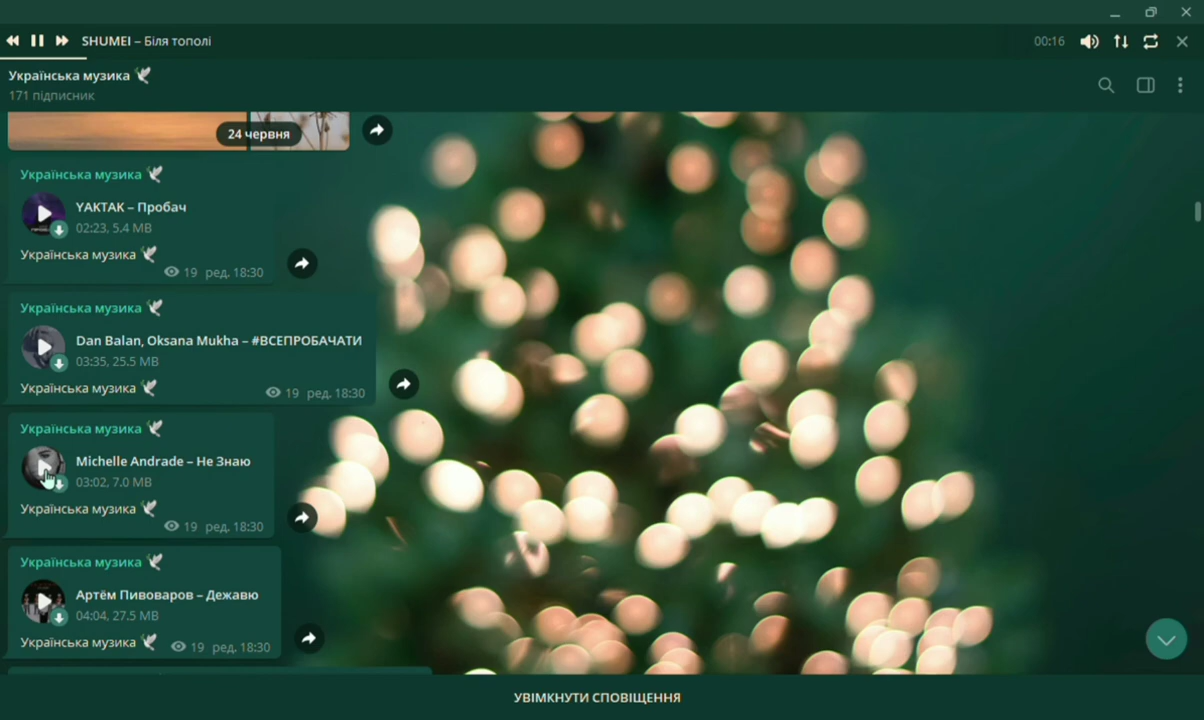 SHUMEI – Біля тополі
00:16
Українська музика 🕊
171 підписник
24 червня
Українська музика 🕊
YAKTAK – Пробач
02:23, 5.4 MB
Українська музика 🕊
19 ред. 18:30
Українська музика 🕊
Dan Balan, Oksana Mukha – #ВСЕПРОБАЧАТИ
03:35, 25.5 MB
Українська музика 🕊
19 ред. 18:30
Українська музика 🕊
Michelle Andrade – Не Знаю
03:02, 7.0 MB
Українська музика 🕊
19 ред. 18:30
Українська музика 🕊
Артём Пивоваров – Дежавю
04:04, 27.5 MB
Українська музика 🕊
19 ред. 18:30
УВІМКНУТИ СПОВІЩЕННЯ